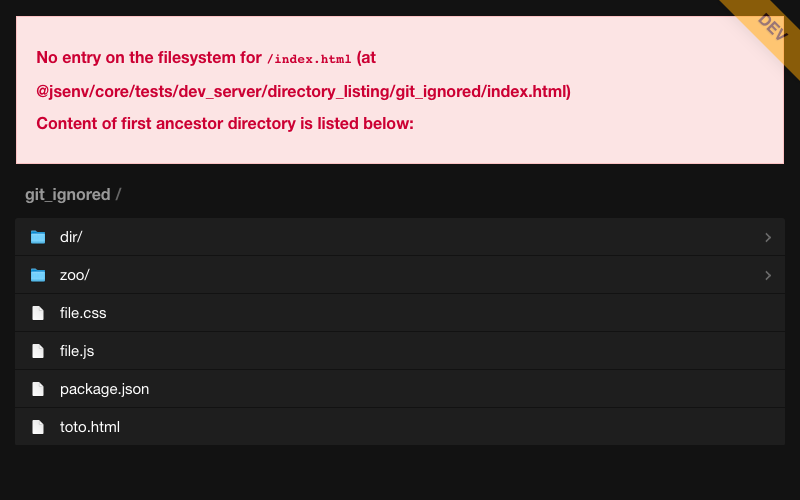 DEV
No entry on the filesystem for /index.html (at
@jsenv/core/tests/dev_server/directory_listing/git_ignored/index.html)
Content of first ancestor directory is listed below:
git_ignored /
dir/
zoo/
file.css
file.js
package.json
toto.html